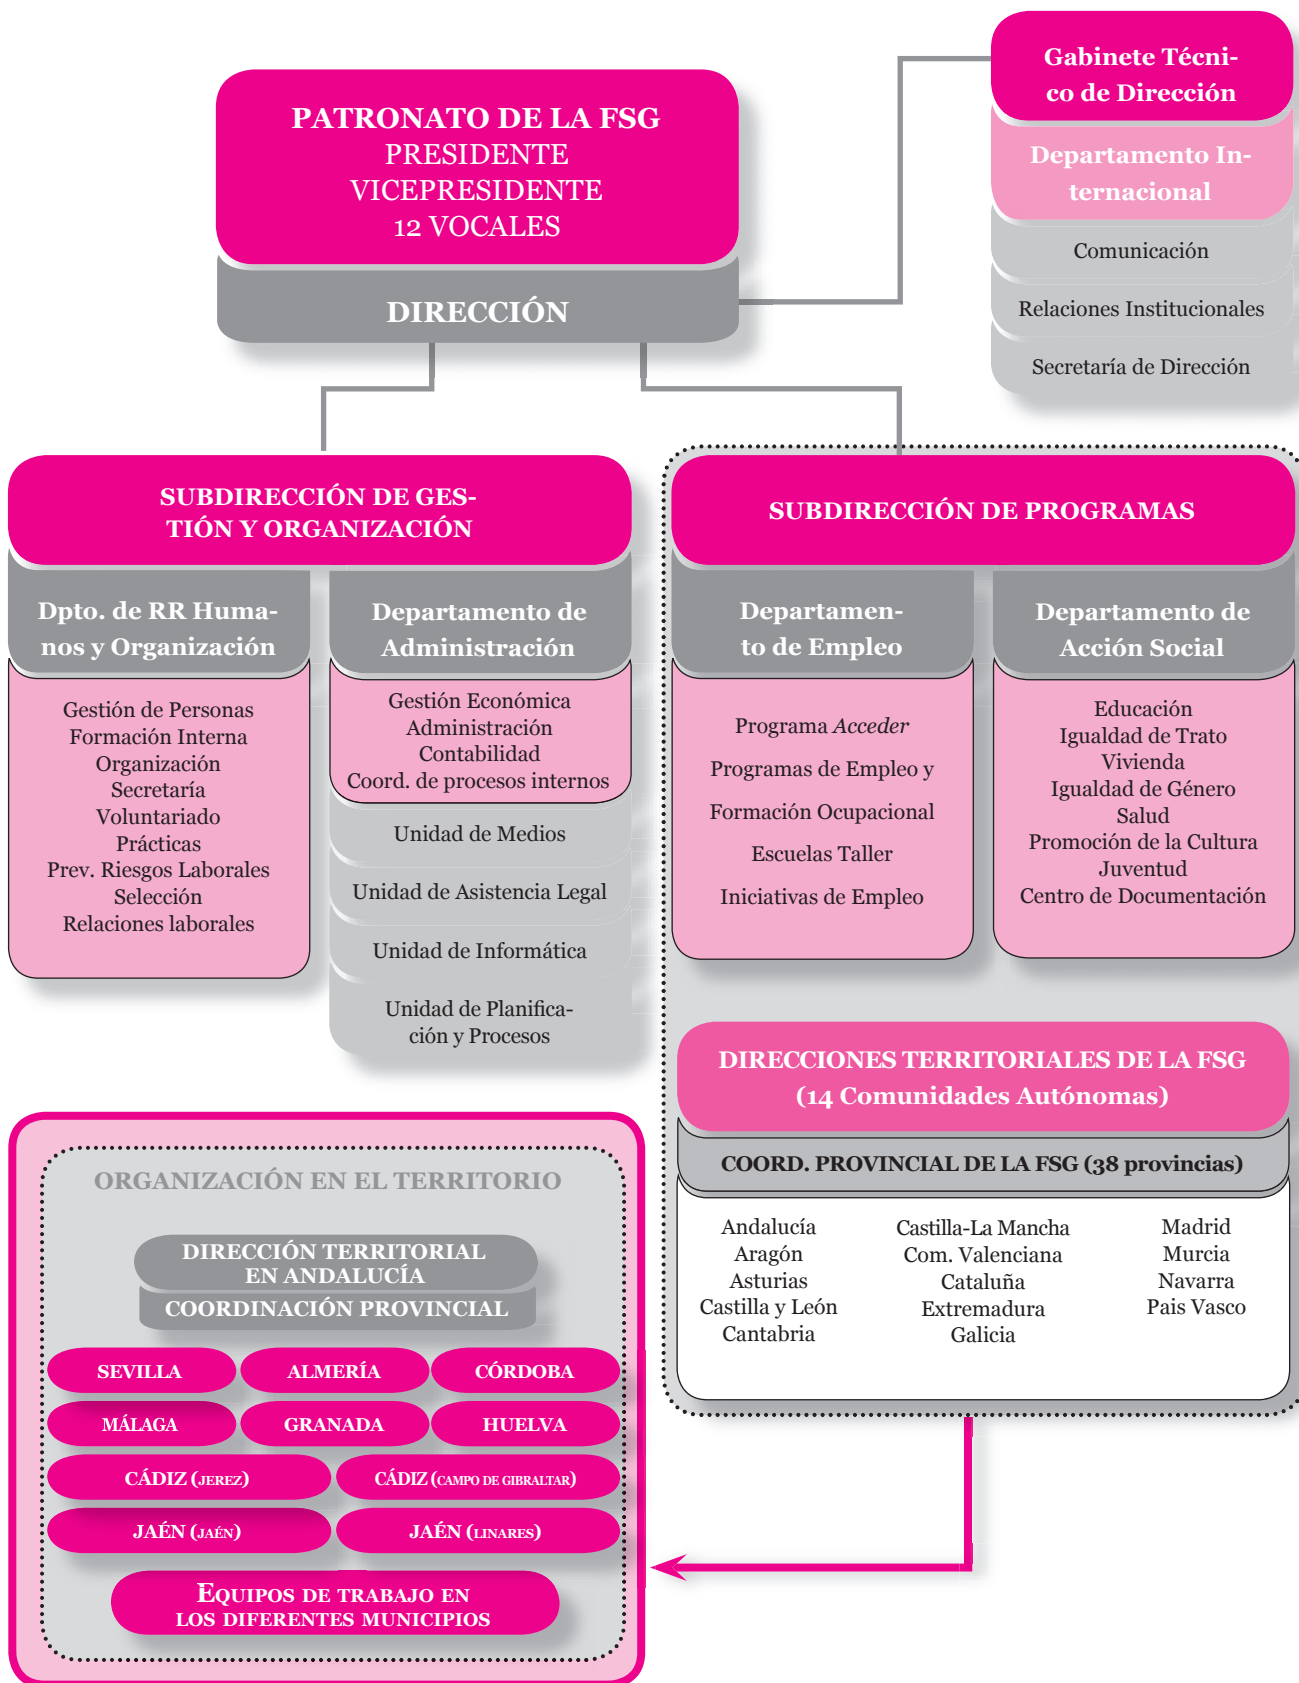 PATRONATO DE LA FSG
PRESIDENTE
VICEPRESIDENTE
12 VOCALES
DIRECCIÓN
Gabinete Técni-
co de Dirección
Departamento In-
ternacional
Comunicación
Relaciones Institucionales
Secretaría de Dirección
SUBDIRECCIÓN DE GES-
TIÓN Y ORGANIZACIÓN
Dpto. de RR Huma-
nos y Organización
Gestión de Personas
Formación Interna
Organización
Secretaría
Voluntariado
Prácticas
Prev. Riesgos Laborales
Selección
Relaciones laborales
Departamento de
Administración
Gestión Económica
Administración
Contabilidad
Coord. de procesos internos
Unidad de Medios
Unidad de Asistencia Legal
Unidad de Informática
Unidad de Planifica-
ción y Procesos
SUBDIRECCIÓN DE PROGRAMAS
Departamen-
to de Empleo
Programa Acceder
Programas de Empleo y
Formación Ocupacional
Escuelas Taller
Iniciativas de Empleo
Departamento de
Acción Social
Educación
Igualdad de Trato
Vivienda
Igualdad de Género
Salud
Promoción de la Cultura
Juventud
Centro de Documentación
DIRECCIONES TERRITORIALES DE LA FSG
(14 Comunidades Autónomas)
COORD. PROVINCIAL DE LA FSG (38 provincias)
Andalucía
Aragón
Asturias
Castilla y León
Cantabria
Castilla-La Mancha
Com. Valenciana
Cataluña
Extremadura
Galicia
Madrid
Murcia
Navarra
Pais Vasco
ORGANIZACIÓN EN EL TERRITORIO
DIRECCIÓN TERRITORIAL
EN ANDALUCÍA
COORDINACIÓN PROVINCIAL
SEVILLA
ALMERÍA
CÓRDOBA
MÁLAGA
GRANADA
HUELVA
CÁDIZ (JEREZ)
CÁDIZ (CAMPO DE GIBRALTAR)
JAÉN (JAÉN)
JAÉN (LINARES)
EQUIPOS DE TRABAJO EN
LOS DIFERENTES MUNICIPIOS